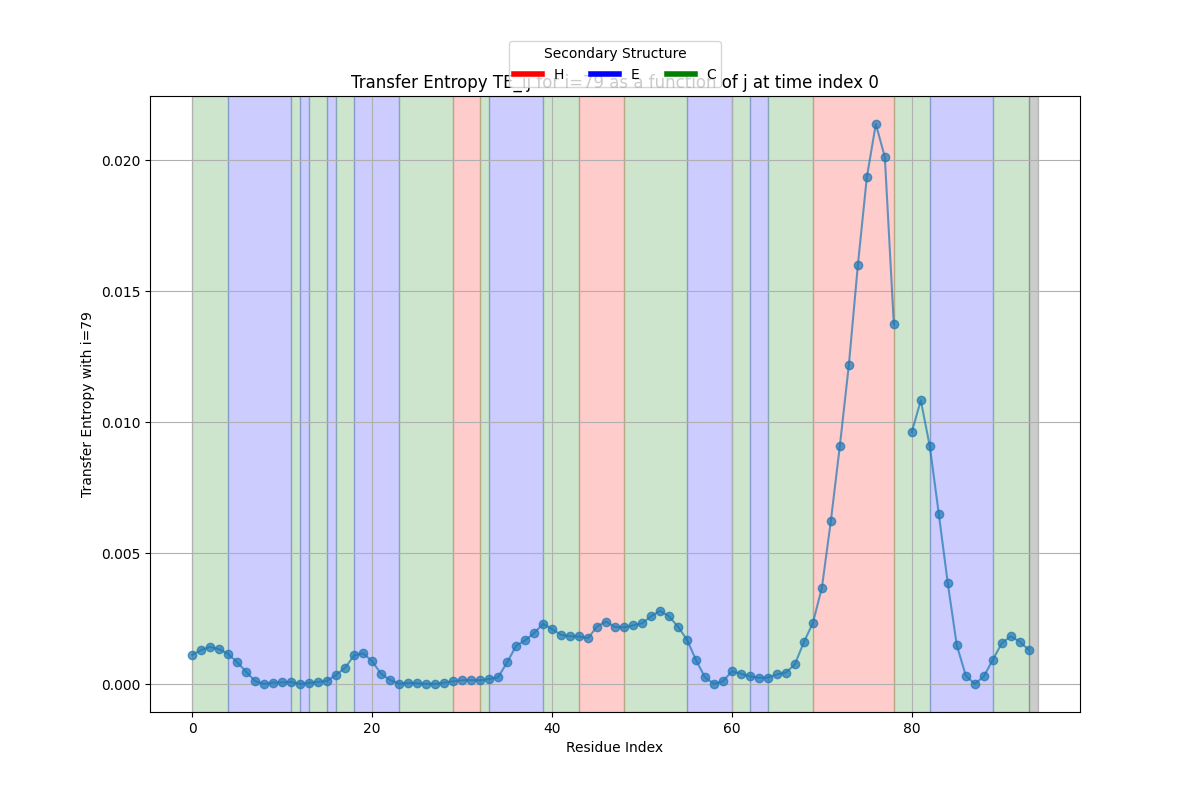 Secondary Structure
H E C
Transfer Entropy TE_ij for i=79 as a function of j at time index 0
Transfer Entropy with i=79
0.020
0.015
0.010
0.005
0.000
0 20 40 60 80
Residue Index